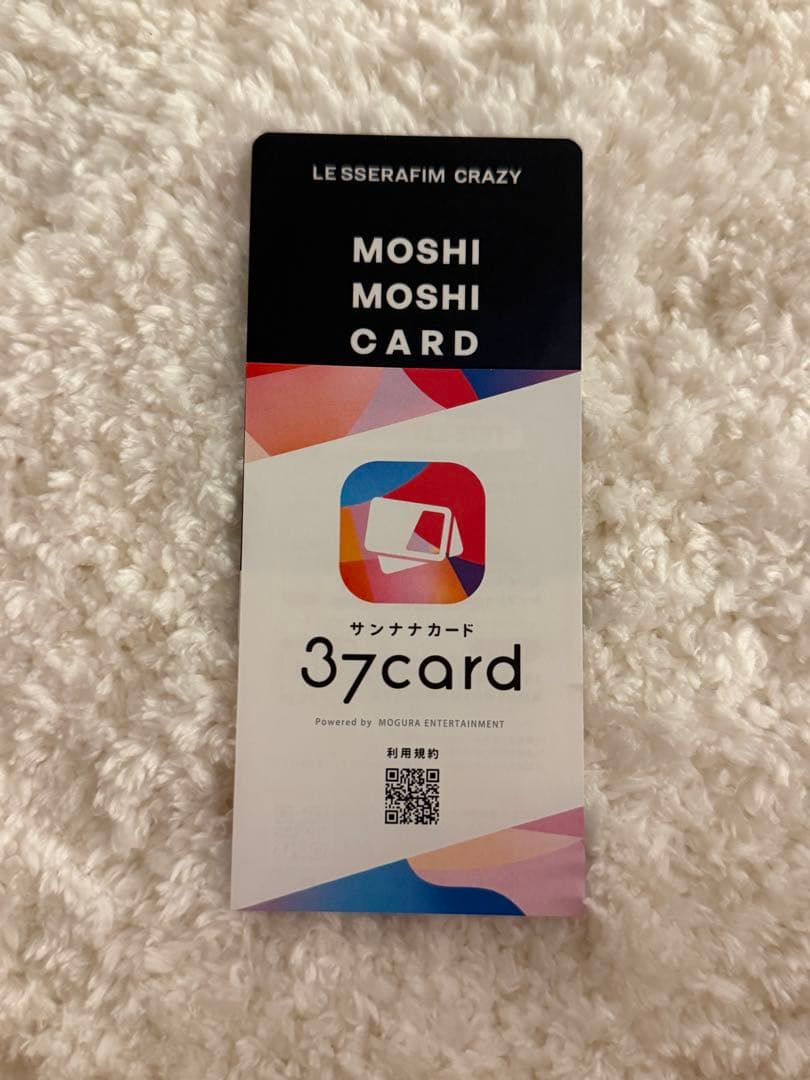 LE SSERAFIM CRAZY
MOSHI
MOSHI
CARD
サンナナカード
37card
Powered by MOGURA ENTERTAINMENT
利用規約